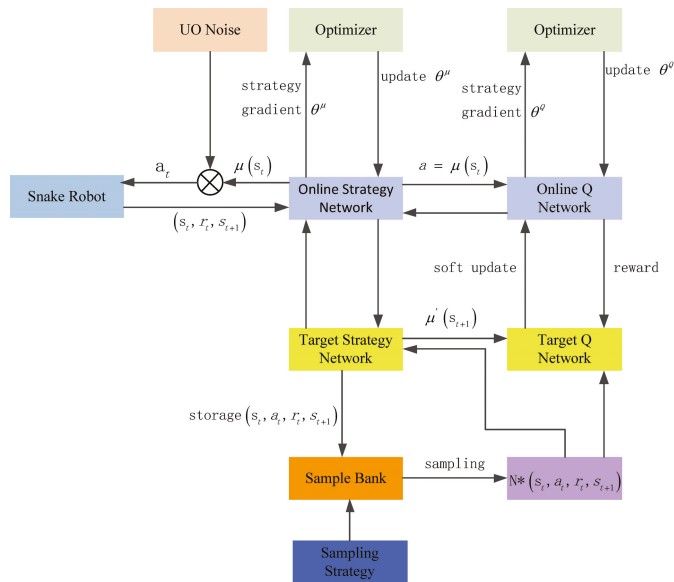 UO Noise
Optimizer
Optimizer
strategy
gradient θ^μ
update θ^μ
strategy
gradient θ^Q
update θ^Q
a_t
μ(s_t)
a = μ(s_t)
Snake Robot
Online Strategy
Network
Online Q
Network
(s_t, r_t, s_{t+1})
soft update
reward
μ'(s_{t+1})
Target Strategy
Network
Target Q
Network
storage(s_t, a_t, r_t, s_{t+1})
Sample Bank
sampling
N*(s_t, a_t, r_t, s_{t+1})
Sampling
Strategy